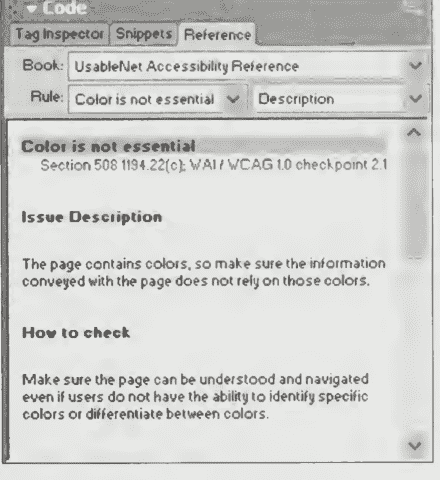 Code
Tag Inspector Snippets Reference
Book: UsableNet Accessibility Reference
Rule: Color is not essential Description
Color is not essential
Section 508 1194.22(c); WAI / WCAG 1.0 checkpoint 2.1
Issue Description
The page contains colors, so make sure the information
conveyed with the page does not rely on those colors.
How to check
Make sure the page can be understood and navigated
even if users do not have the ability to identify specific
colors or differentiate between colors.